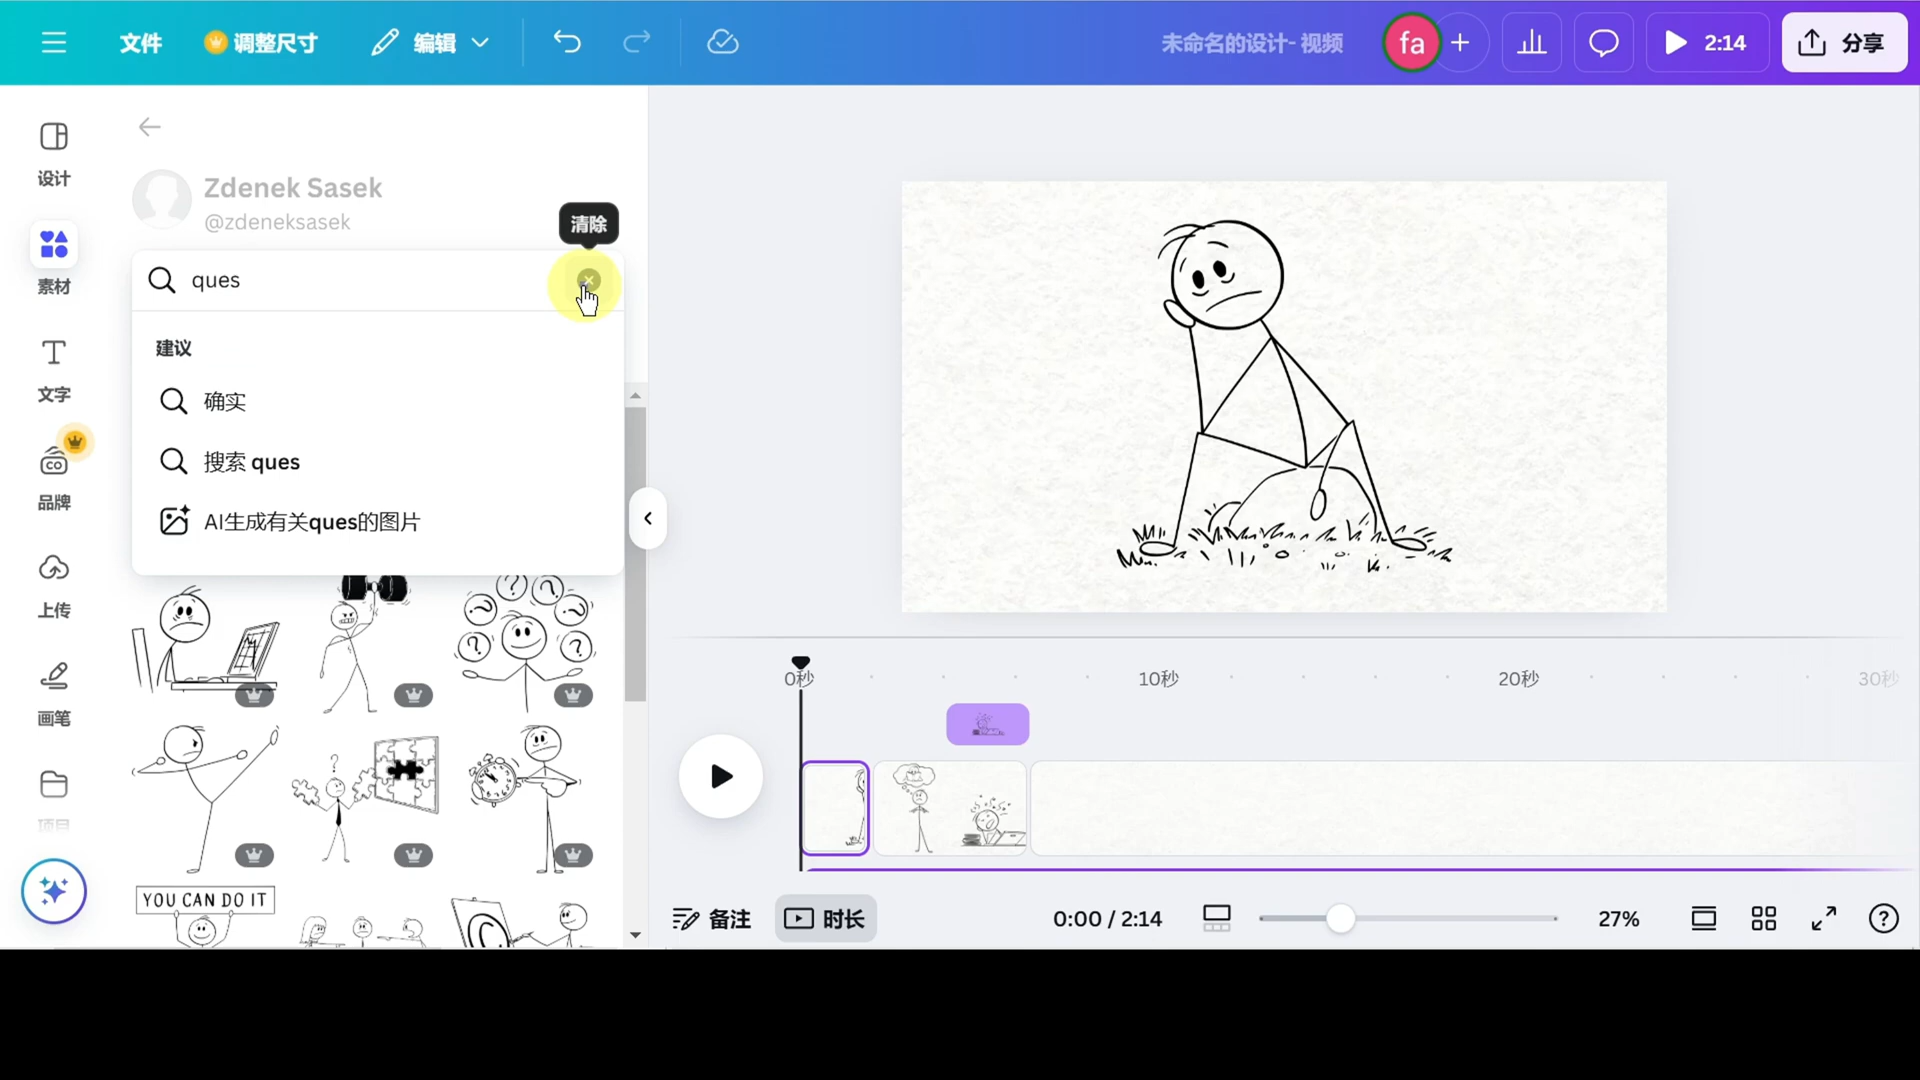 文件
调整尺寸
编辑
未命名的设计- 视频
fa
2:14
分享
设计
素材
文字
品牌
上传
画笔
项目
Zdenek Sasek
@zdeneksasek
清除
ques
建议
确实
搜索 ques
AI生成有关ques的图片
YOU CAN DO IT
0秒
10秒
20秒
30秒
备注
时长
0:00 / 2:14
27%